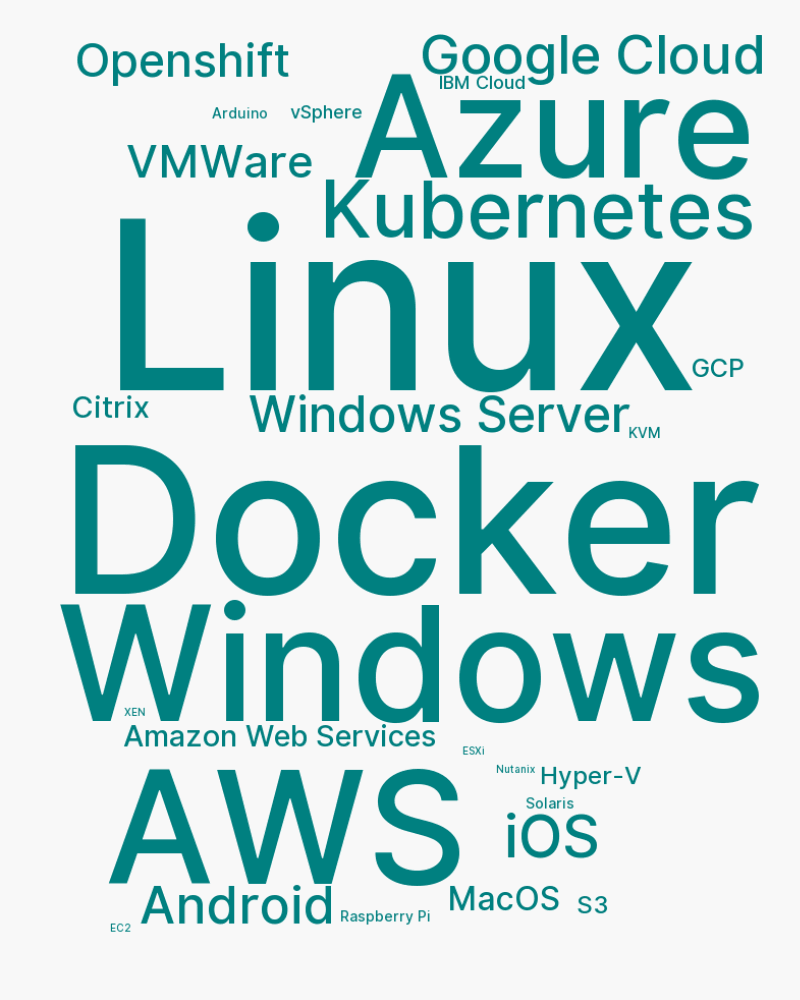 Openshift
Google Cloud
IBM Cloud
Arduino
vSphere
Azure
VMWare
Kubernetes
Linux
GCP
Citrix
Windows Server
KVM
Docker
Windows
XEN
Amazon Web Services
ESXi
Nutanix
Hyper-V
AWS
Solaris
iOS
Android
Raspberry Pi
MacOS
S3
EC2